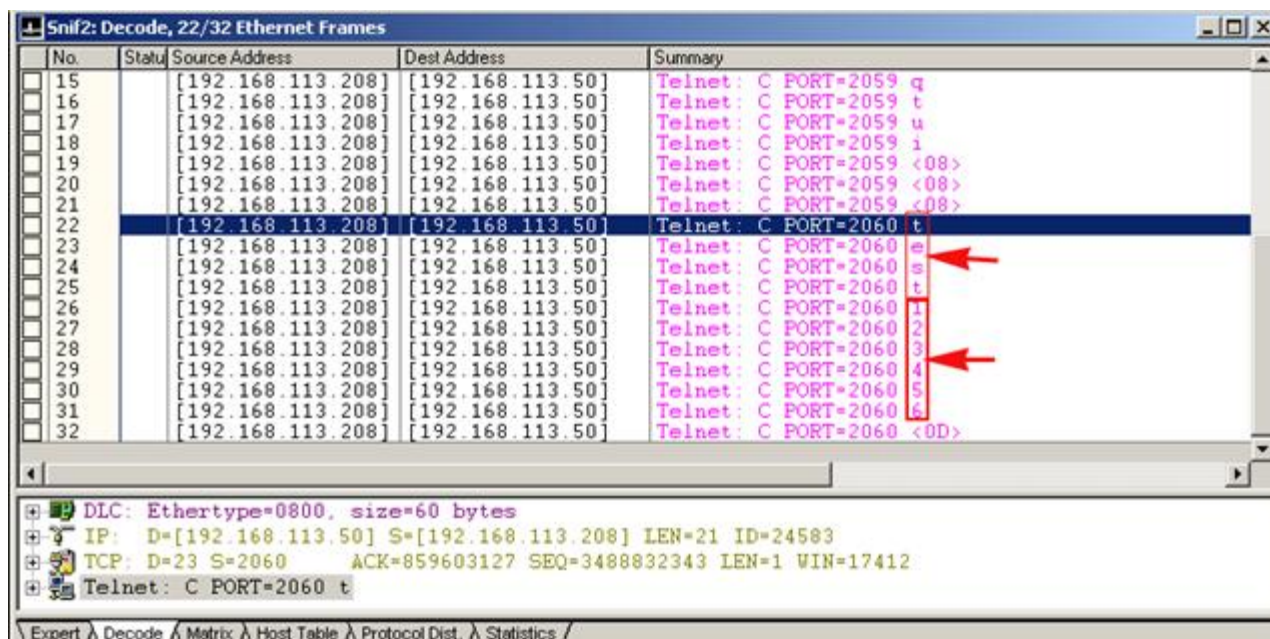 Snif2: Decode, 22/32 Ethernet Frames
No. Statu Source Address Dest Address Summary
15 [192.168.113.208] [192.168.113.50] Telnet: C PORT=2059 q
16 [192.168.113.208] [192.168.113.50] Telnet: C PORT=2059 t
17 [192.168.113.208] [192.168.113.50] Telnet: C PORT=2059 u
18 [192.168.113.208] [192.168.113.50] Telnet: C PORT=2059 i
19 [192.168.113.208] [192.168.113.50] Telnet: C PORT=2059 <08>
20 [192.168.113.208] [192.168.113.50] Telnet: C PORT=2059 <08>
21 [192.168.113.208] [192.168.113.50] Telnet: C PORT=2059 <08>
22 [192.168.113.208] [192.168.113.50] Telnet: C PORT=2060 t
23 [192.168.113.208] [192.168.113.50] Telnet: C PORT=2060 e
24 [192.168.113.208] [192.168.113.50] Telnet: C PORT=2060 s
25 [192.168.113.208] [192.168.113.50] Telnet: C PORT=2060 t
26 [192.168.113.208] [192.168.113.50] Telnet: C PORT=2060 1
27 [192.168.113.208] [192.168.113.50] Telnet: C PORT=2060 2
28 [192.168.113.208] [192.168.113.50] Telnet: C PORT=2060 3
29 [192.168.113.208] [192.168.113.50] Telnet: C PORT=2060 4
30 [192.168.113.208] [192.168.113.50] Telnet: C PORT=2060 5
31 [192.168.113.208] [192.168.113.50] Telnet: C PORT=2060 6
32 [192.168.113.208] [192.168.113.50] Telnet: C PORT=2060 <0D>
DLC: Ethertype=0800, size=60 bytes
IP: D=[192.168.113.50] S=[192.168.113.208] LEN=21 ID=24583
TCP: D=23 S=2060 ACK=859603127 SEQ=3488832343 LEN=1 WIN=17412
Telnet: C PORT=2060 t
Expert Decode Matrix Host Table Protocol Dist. Statistics